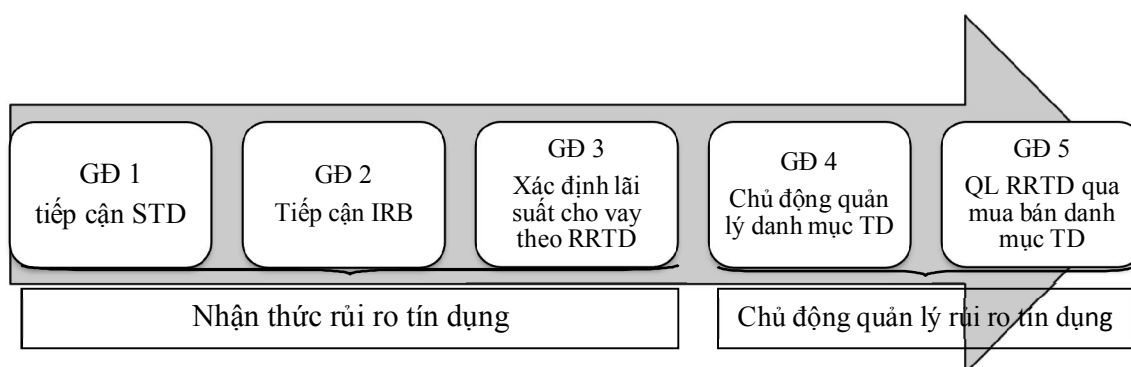 GĐ 1
tiếp cận STD
GĐ 2
Tiếp cận IRB
GĐ 3
Xác định lãi
suất cho vay
theo RRTD
GĐ 4
Chủ động quản
lý danh mục TD
GĐ 5
QL RRTD qua
mua bán danh
mục TD
Nhận thức rủi ro tín dụng
Chủ động quản lý rủi ro tín dụng